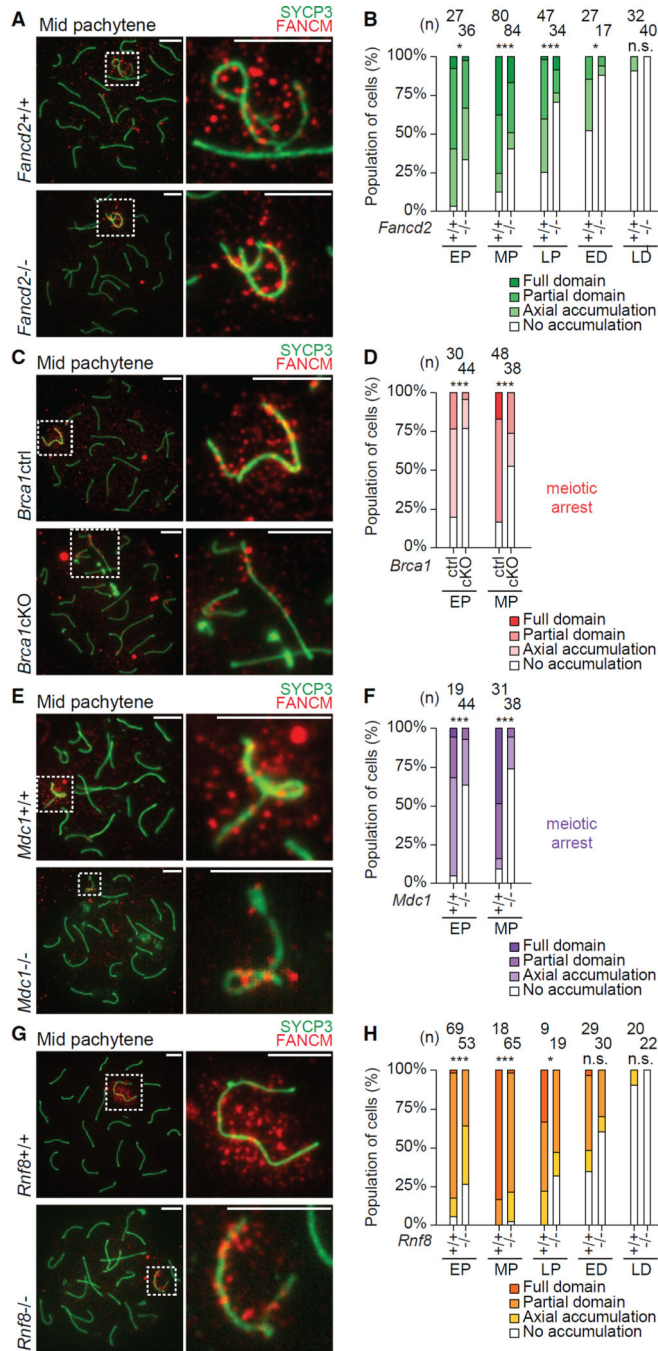 A
Mid pachytene
SYCP3
FANCM
Fancd2+/+
Fancd2-/-
B
(n)
27 80 47 27 32
36 84 34 17 40
* *** *** * n.s.
Population of cells (%)
100%
75%
50%
25%
Fancd2
+/+ -/- +/+ -/- +/+ -/- +/+ -/- +/+ -/-
EP MP LP ED LD
Full domain
Partial domain
Axial accumulation
No accumulation
C
Mid pachytene
SYCP3
FANCM
Brca1ctrl
Brca1cKO
D
(n)
30 48
44 38
*** ***
Population of cells (%)
100%
75%
50%
25%
meiotic
arrest
Brca1
ctrl cKO ctrl cKO
EP MP
Full domain
Partial domain
Axial accumulation
No accumulation
E
Mid pachytene
SYCP3
FANCM
Mdc1+/+
Mdc1-/-
F
(n)
19 31
44 38
*** ***
Population of cells (%)
100%
75%
50%
25%
meiotic
arrest
Mdc1
+/+ -/- +/+ -/-
EP MP
Full domain
Partial domain
Axial accumulation
No accumulation
G
Mid pachytene
SYCP3
FANCM
Rnf8+/+
Rnf8-/-
H
(n)
69 18 9 29 20
53 65 19 30 22
*** *** * n.s. n.s.
Population of cells (%)
100%
75%
50%
25%
Rnf8
+/+ -/- +/+ -/- +/+ -/- +/+ -/- +/+ -/-
EP MP LP ED LD
Full domain
Partial domain
Axial accumulation
No accumulation